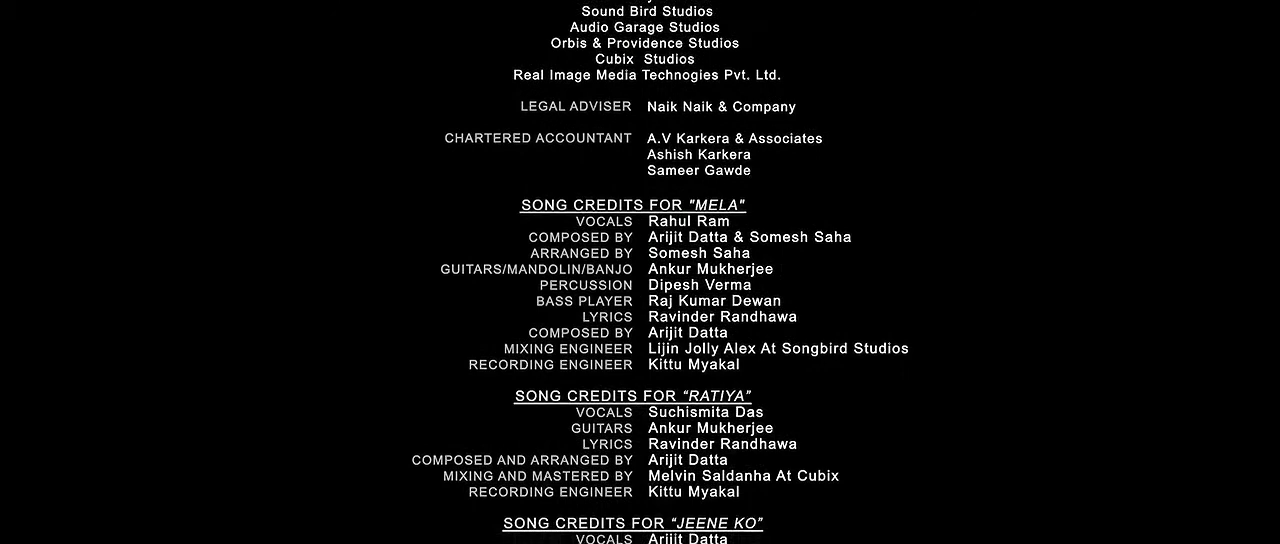 Sound Bird Studios
Audio Garage Studios
Orbis & Providence Studios
Cubix Studios
Real Image Media Technogies Pvt. Ltd.
LEGAL ADVISER Naik Naik & Company
CHARTERED ACCOUNTANT A.V Karkera & Associates
Ashish Karkera
Sameer Gawde
SONG CREDITS FOR "MELA"
VOCALS Rahul Ram
COMPOSED BY Arijit Datta & Somesh Saha
ARRANGED BY Somesh Saha
GUITARS/MANDOLIN/BANJO Ankur Mukherjee
PERCUSSION Dipesh Verma
BASS PLAYER Raj Kumar Dewan
LYRICS Ravinder Randhawa
COMPOSED BY Arijit Datta
MIXING ENGINEER Lijin Jolly Alex At Songbird Studios
RECORDING ENGINEER Kittu Myakal
SONG CREDITS FOR “RATIYA”
VOCALS Suchismita Das
GUITARS Ankur Mukherjee
LYRICS Ravinder Randhawa
COMPOSED AND ARRANGED BY Arijit Datta
MIXING AND MASTERED BY Melvin Saldanha At Cubix
RECORDING ENGINEER Kittu Myakal
SONG CREDITS FOR “JEENE KO”
VOCALS Arijit Datta